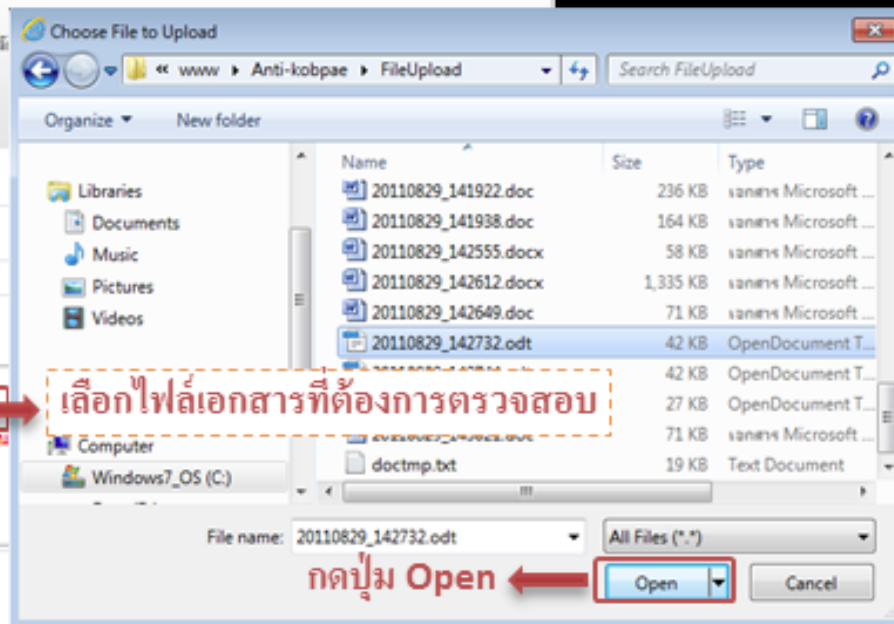 Choose File to Upload
« www Anti-kobpae FileUpload Search FileUpload
Organize New folder
Name Size Type
Libraries
Documents
Music
Pictures
Videos
20110829_141922.doc 236 KB เอกสาร Microsoft ...
20110829_141938.doc 164 KB เอกสาร Microsoft ...
20110829_142555.docx 58 KB เอกสาร Microsoft ...
20110829_142612.docx 1,335 KB เอกสาร Microsoft ...
20110829_142649.doc 71 KB เอกสาร Microsoft ...
20110829_142732.odt 42 KB OpenDocument T...
42 KB OpenDocument T...
27 KB OpenDocument T...
71 KB เอกสาร Microsoft ...
doctmp.txt 19 KB Text Document
เลือกไฟล์เอกสารที่ต้องการตรวจสอบ
Computer
Windows7_OS (C:)
File name: 20110829_142732.odt All Files (*.*)
กดปุ่ม Open
Open Cancel